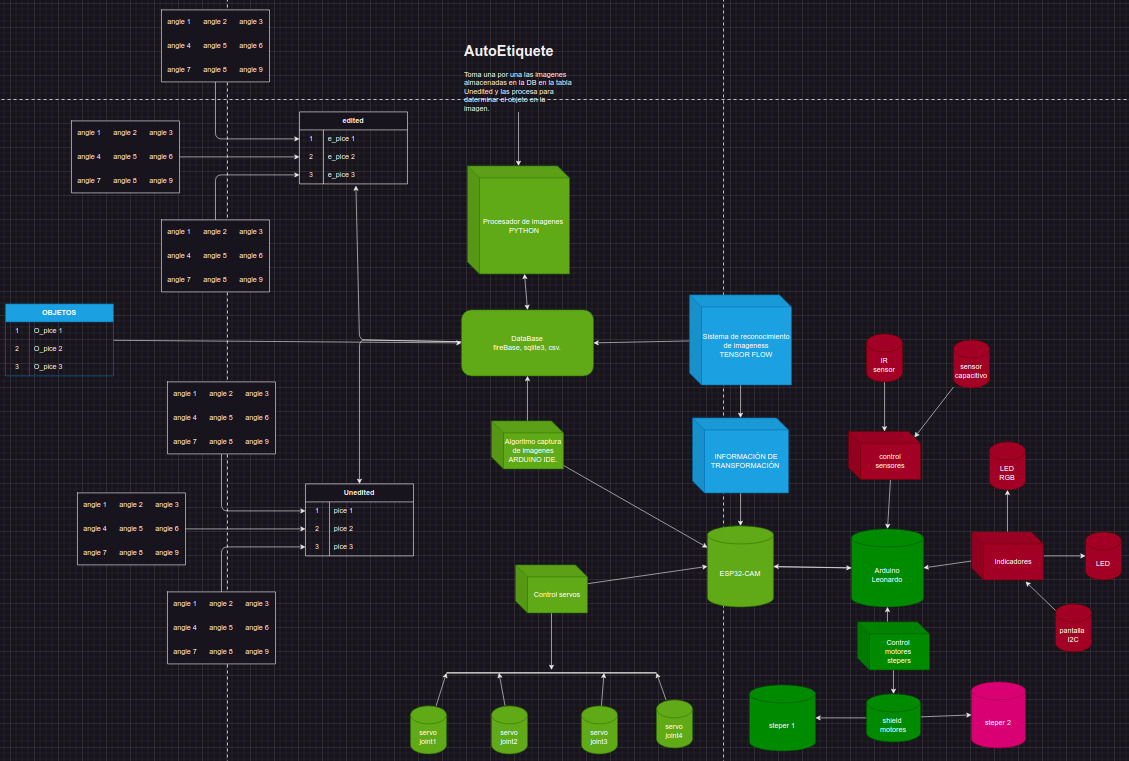 angle 1 angle 2 angle 3
angle 4 angle 5 angle 6
angle 7 angle 8 angle 9
AutoEtiquete
Toma una por una las imagenes
almacenadas en la DB en la tabla
Unedited y las procesa para
daterminar el objeto en la
imagen.
edited
1 e_pice 1
2 e_pice 2
3 e_pice 3
angle 1 angle 2 angle 3
angle 4 angle 5 angle 6
angle 7 angle 8 angle 9
Procesador de imagenes
PYTHON
angle 1 angle 2 angle 3
angle 4 angle 5 angle 6
angle 7 angle 8 angle 9
OBJETOS
1 O_pice 1
2 O_pice 2
3 O_pice 3
DataBase
fireBase, sqlite3, csv.
Sistema de reconocimiento
de imageness
TENSOR FLOW
IR
sensor
sensor
capacitivo
angle 1 angle 2 angle 3
angle 4 angle 5 angle 6
angle 7 angle 8 angle 9
Algoritmo captura
de imagenes
ARDUINO IDE.
INFORMACIÓN DE
TRANSFORMACIÓN
control
sensores
LED
RGB
Unedited
1 pice 1
2 pice 2
3 pice 3
angle 1 angle 2 angle 3
angle 4 angle 5 angle 6
angle 7 angle 8 angle 9
ESP32-CAM
Arduino
Leonardo
Indicadores
LED
Control servos
angle 1 angle 2 angle 3
angle 4 angle 5 angle 6
angle 7 angle 8 angle 9
pantalla
I2C
Control
motores
stepers
servo
joint1
servo
joint2
servo
joint3
servo
joint4
steper 1
shield
motores
steper 2